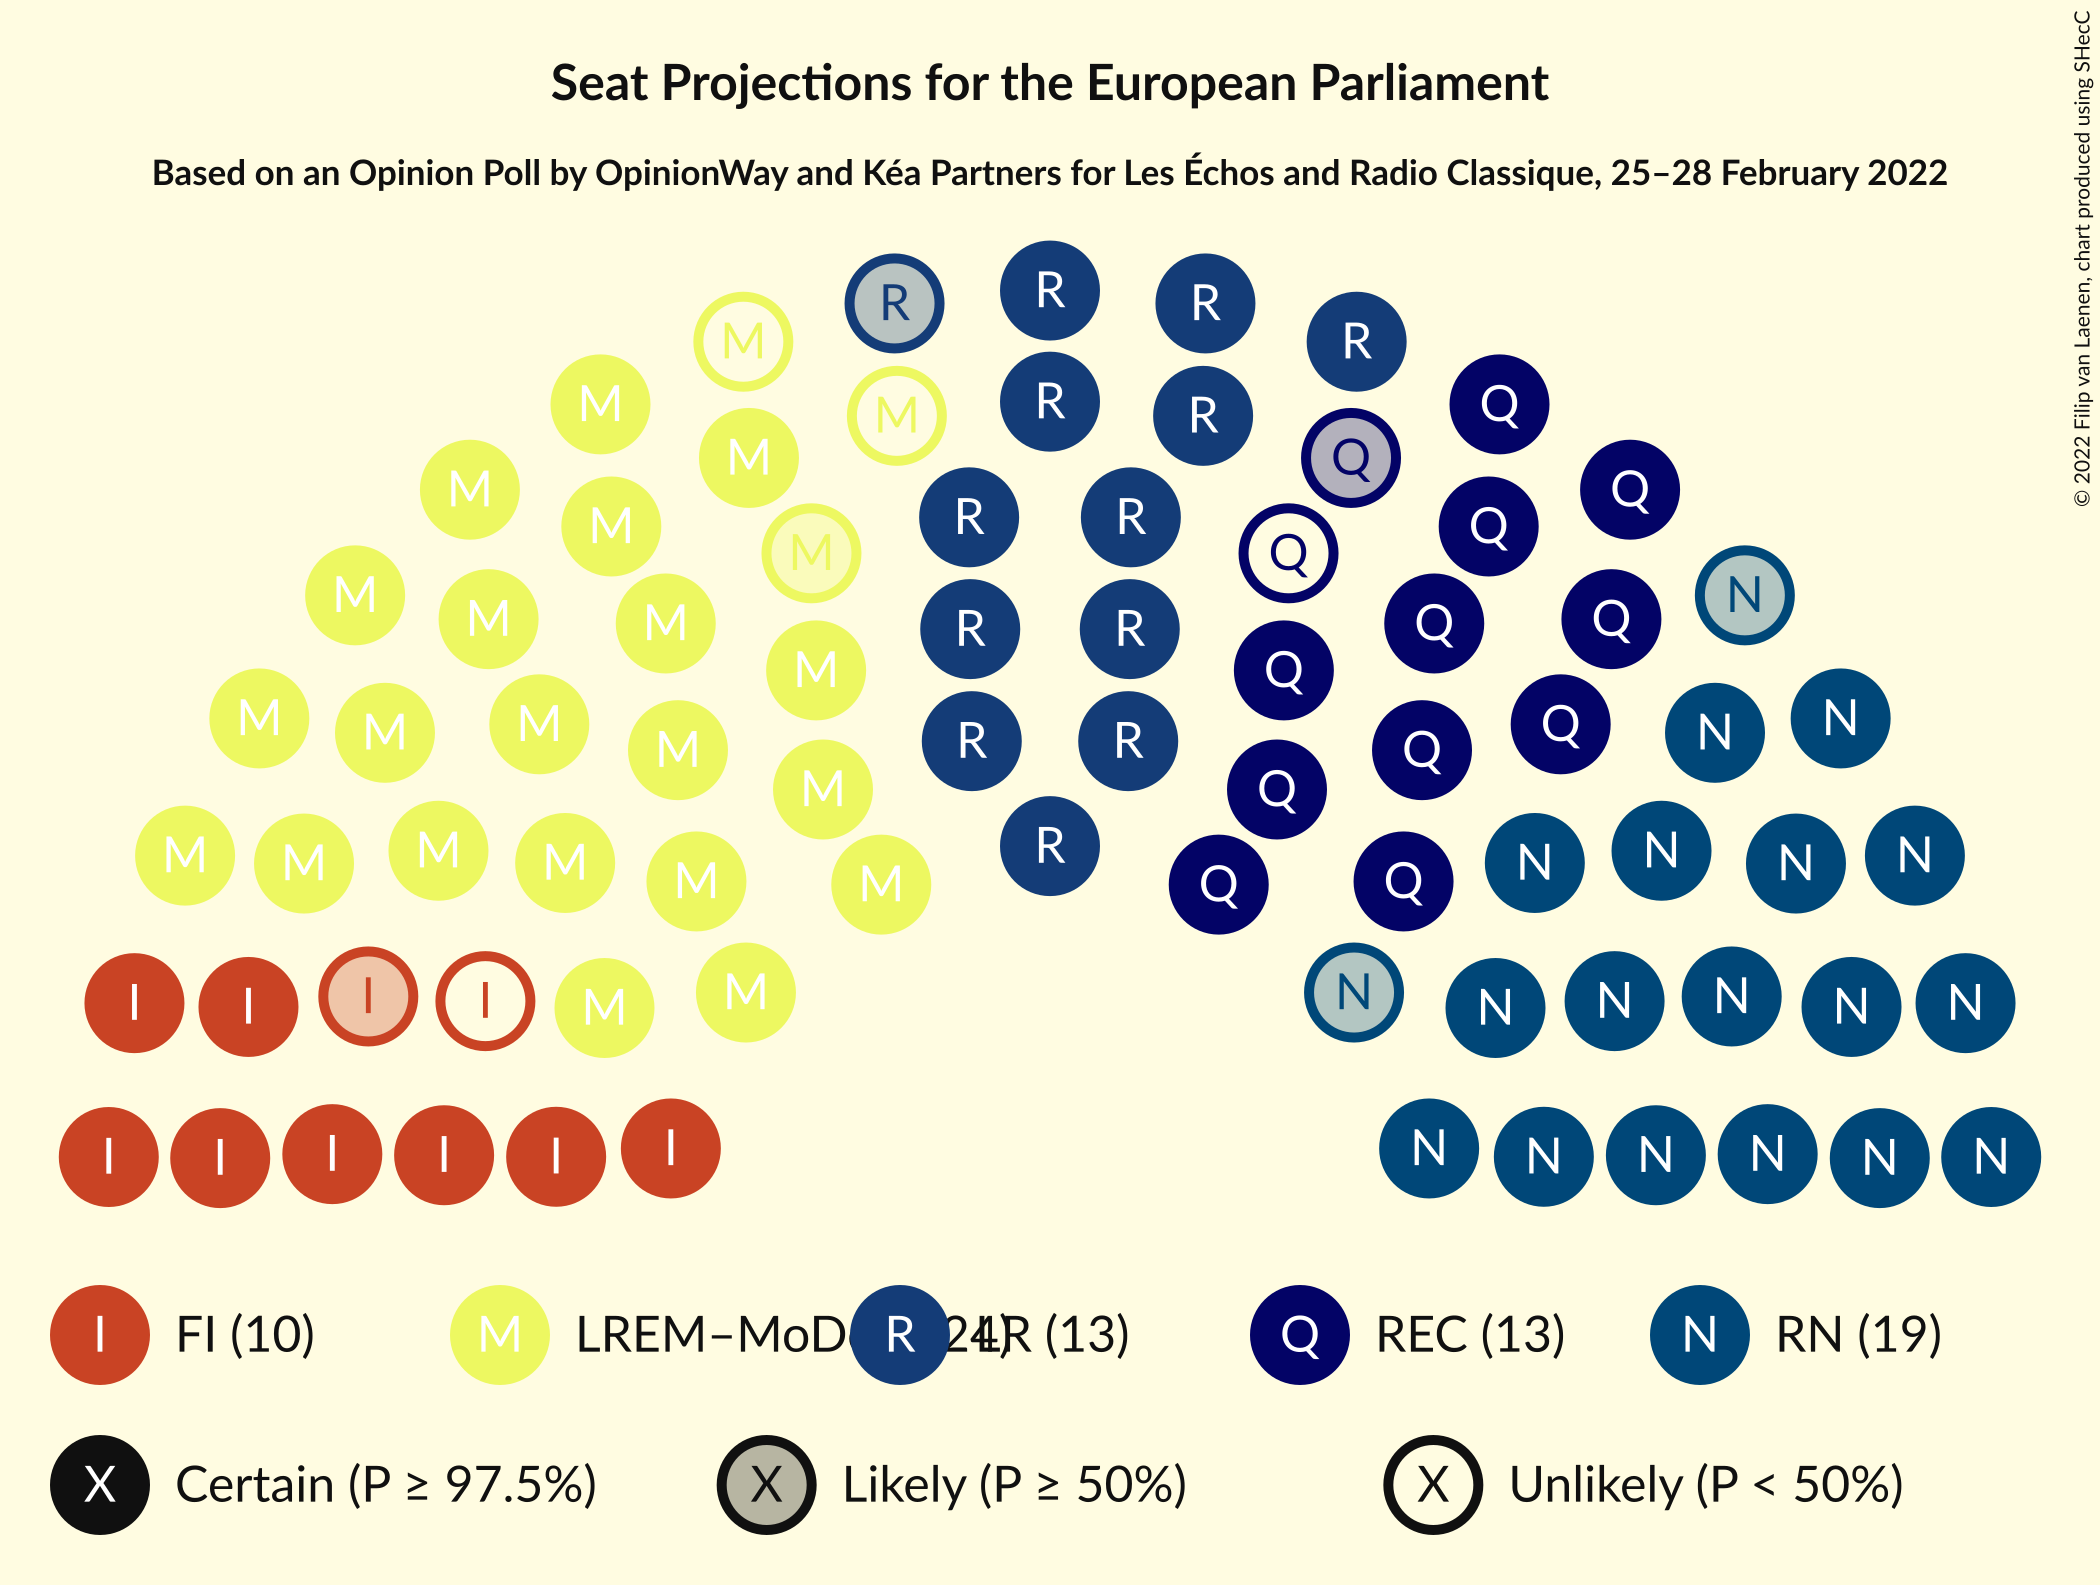 Seat Projections for the European Parliament
Based on an Opinion Poll by OpinionWay and Kéa Partners for Les Échos and Radio Classique, 25–28 February 2022
© 2022 Filip van Laenen, chart produced using SHecC
R R R R
M M R R Q
M M Q
M M R R Q Q
M M Q Q
M M M R R Q Q N
M M M M R R Q Q N N
M M M M M M R Q Q N N N N
I I I I M M N N N N N N
I I I I I I N N N N N N
I FI (10) M LREM–MoD 24) R LR (13) Q REC (13) N RN (19)
X Certain (P ≥ 97.5%) X Likely (P ≥ 50%) X Unlikely (P < 50%)